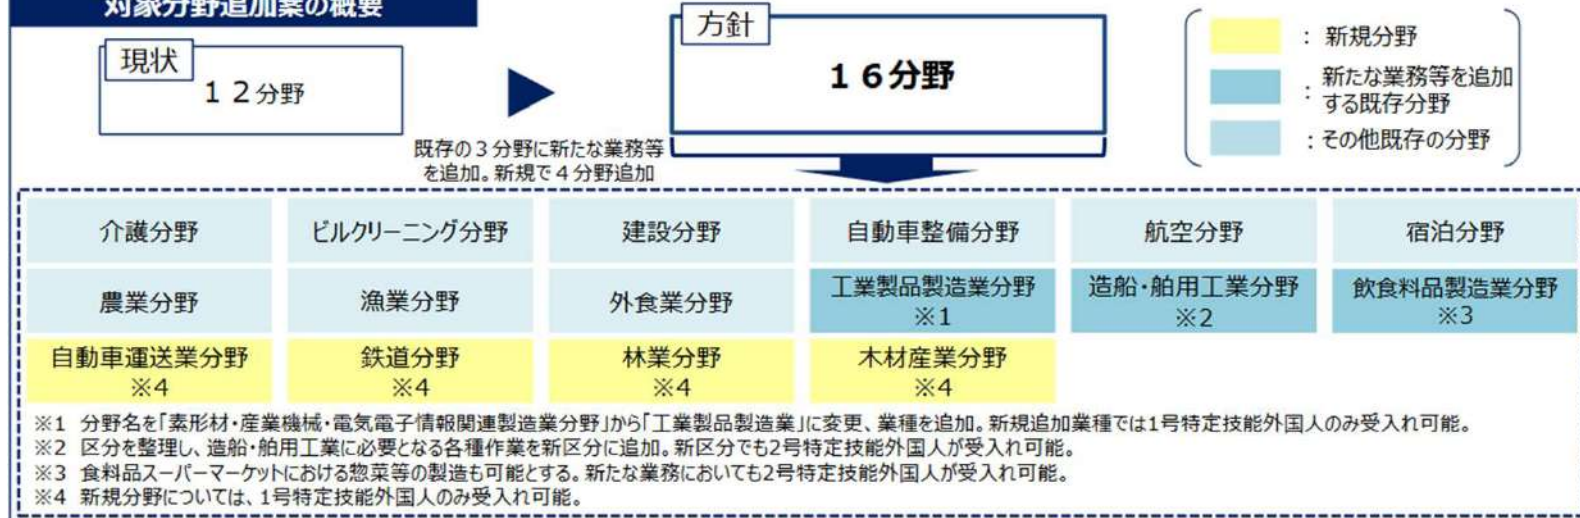 対象分野追加案の概要
現状
１２分野
方針
１６分野
既存の３分野に新たな業務等
を追加。新規で４分野追加
： 新規分野
： 新たな業務等を追加
する既存分野
：その他既存の分野
介護分野
ビルクリーニング分野
建設分野
自動車整備分野
航空分野
宿泊分野
農業分野
漁業分野
外食業分野
工業製品製造業分野
※1
造船・舶用工業分野
※2
飲食料品製造業分野
※3
自動車運送業分野
※4
鉄道分野
※4
林業分野
※4
木材産業分野
※4
※1 分野名を「素形材・産業機械・電気電子情報関連製造業分野」から「工業製品製造業」に変更、業種を追加。新規追加業種では1号特定技能外国人のみ受入れ可能。
※2 区分を整理し、造船・舶用工業に必要となる各種作業を新区分に追加。新区分でも2号特定技能外国人が受入れ可能。
※3 食料品スーパーマーケットにおける惣菜等の製造も可能とする。新たな業務においても2号特定技能外国人が受入れ可能。
※4 新規分野については、1号特定技能外国人のみ受入れ可能。